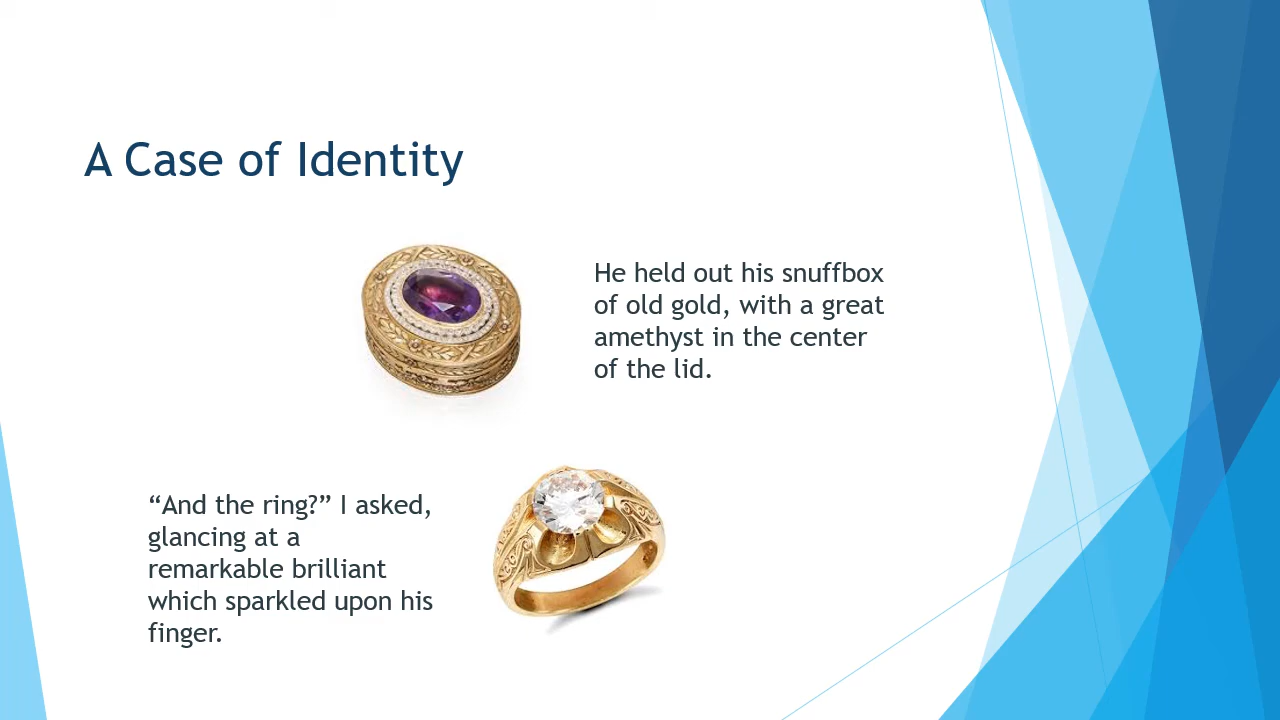 A Case of Identity
He held out his snuffbox
of old gold, with a great
amethyst in the center
of the lid.
“And the ring?” I asked,
glancing at a
remarkable brilliant
which sparkled upon his
finger.